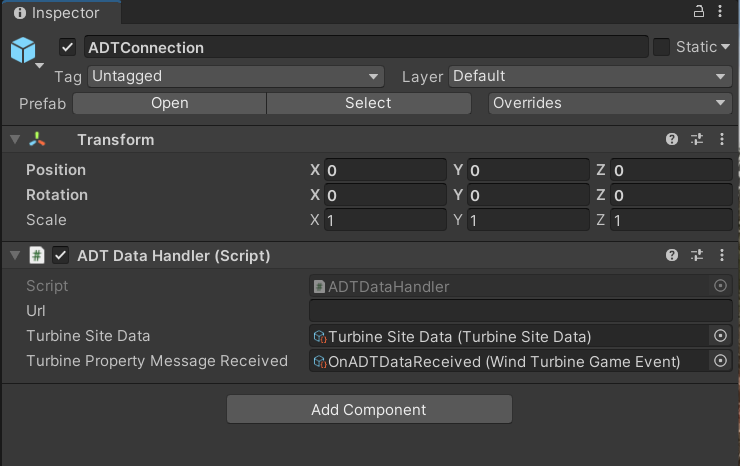 Inspector
ADTConnection Static
Tag Untagged Layer Default
Prefab Open Select Overrides
Transform
Position X 0 Y 0 Z 0
Rotation X 0 Y 0 Z 0
Scale X 1 Y 1 Z 1
# ADT Data Handler (Script)
Script # ADTDataHandler
Url
Turbine Site Data Turbine Site Data (Turbine Site Data)
Turbine Property Message Received OnADTDataReceived (Wind Turbine Game Event)
Add Component